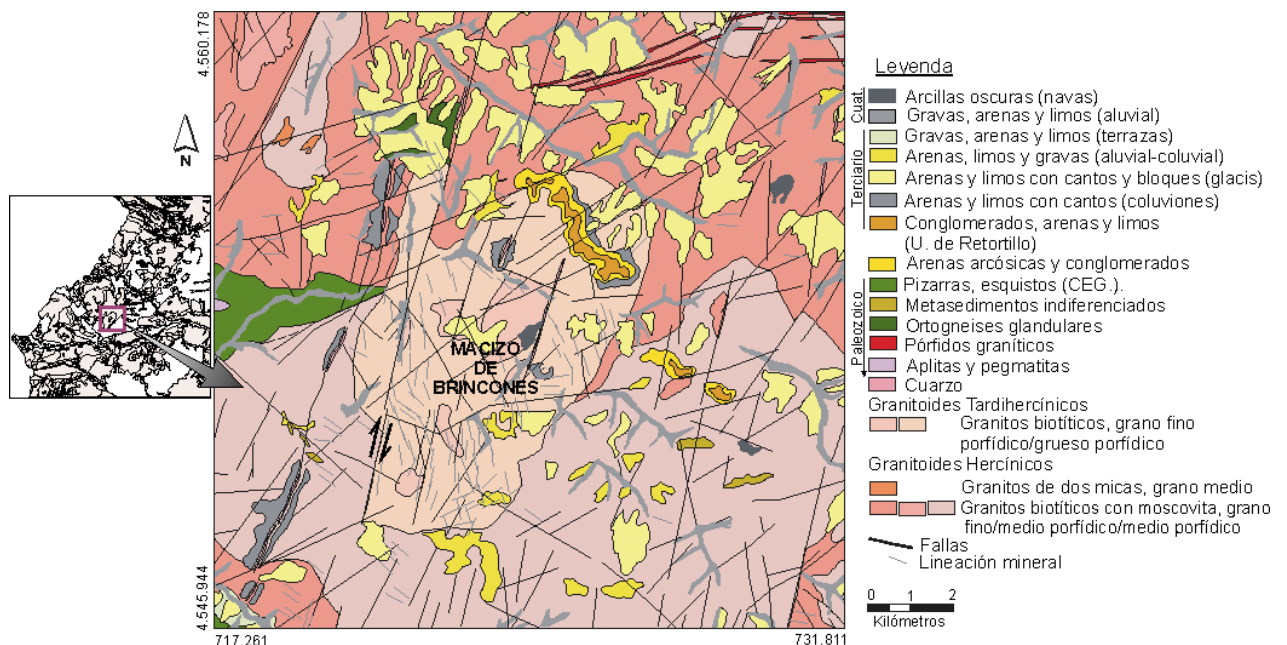 4.560.178
N
4.545.944
717.261
731.811
MACIZO
DE
BRINCONES
Leyenda
Cuat.
Arcillas oscuras (navas)
Gravas, arenas y limos (aluvial)
Terciario
Gravas, arenas y limos (terrazas)
Arenas, limos y gravas (aluvial-coluvial)
Arenas y limos con cantos y bloques (glacis)
Arenas y limos con cantos (coluviones)
Conglomerados, arenas y limos
(U. de Retortillo)
Arenas arcósicas y conglomerados
Paleozoico
Pizarras, esquistos (CEG.).
Metasedimentos indiferenciados
Ortogneises glandulares
Pórfidos graníticos
Aplitas y pegmatitas
Cuarzo
Granitoides Tardihercínicos
Granitos biotíticos, grano fino
porfídico/grueso porfídico
Granitoides Hercínicos
Granitos de dos micas, grano medio
Granitos biotíticos con moscovita, grano
fino/medio porfídico/medio porfídico
Fallas
Lineación mineral
0 1 2
Kilómetros